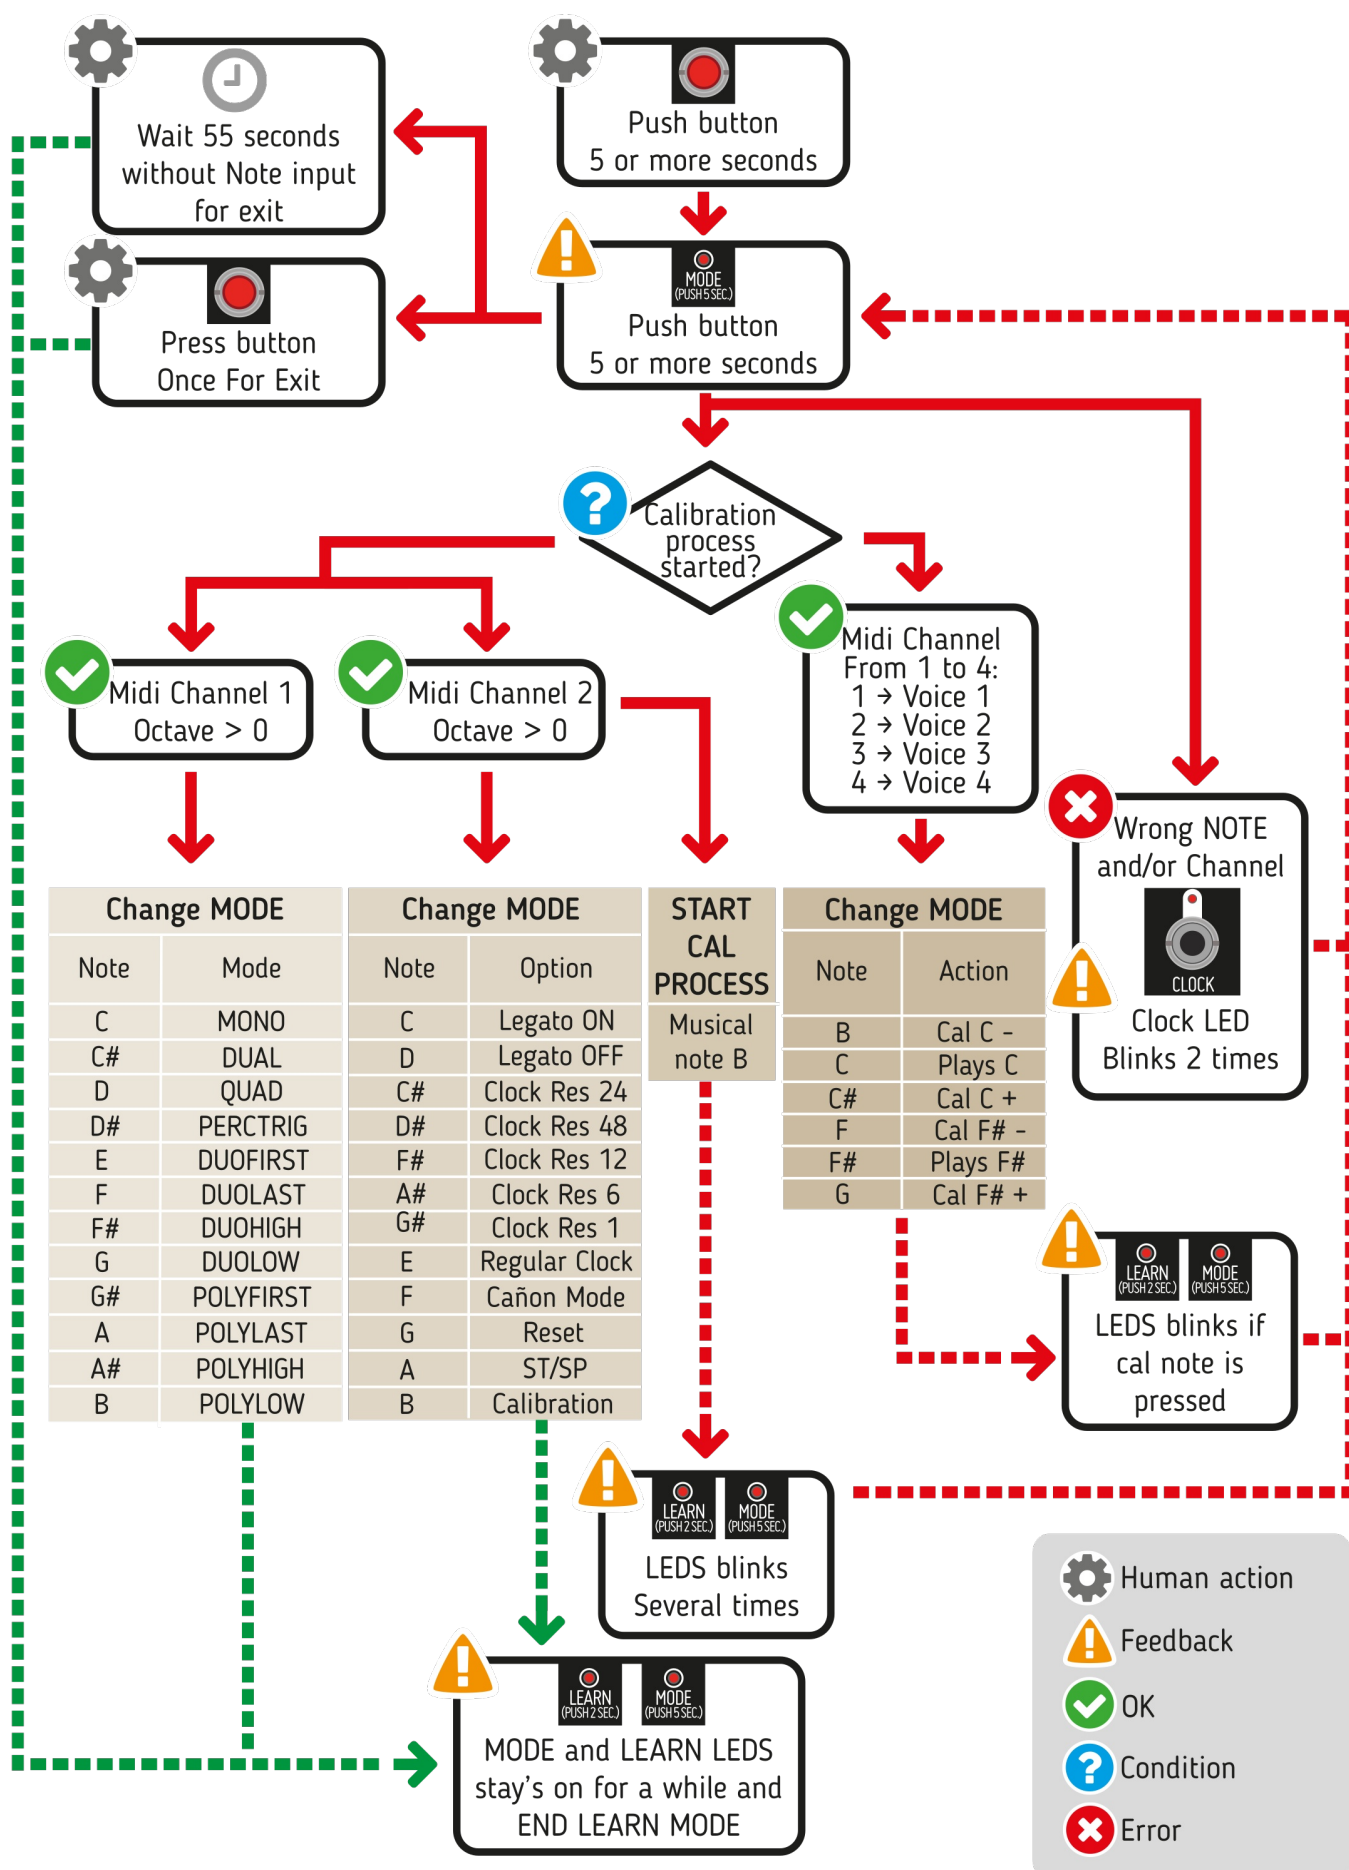 Wait 55 seconds
without Note input
for exit
Push button
5 or more seconds
Press button
Once For Exit
MODE
(PUSH 5 SEC.)
Push button
5 or more seconds
Calibration
process
started?
Midi Channel 1
Octave > 0
Midi Channel 2
Octave > 0
Midi Channel
From 1 to 4:
1 → Voice 1
2 → Voice 2
3 → Voice 3
4 → Voice 4
Wrong NOTE
and/or Channel
CLOCK
Clock LED
Blinks 2 times
Change MODE
Note Mode
C MONO
C# DUAL
D QUAD
D# PERCTRIG
E DUOFIRST
F DUOLAST
F# DUOHIGH
G DUOLOW
G# POLYFIRST
A POLYLAST
A# POLYHIGH
B POLYLOW
Change MODE
Note Option
C Legato ON
D Legato OFF
C# Clock Res 24
D# Clock Res 48
F# Clock Res 12
A# Clock Res 6
G# Clock Res 1
E Regular Clock
F Cañon Mode
G Reset
A ST/SP
B Calibration
START
CAL
PROCESS
Musical
note B
Change MODE
Note Action
B Cal C -
C Plays C
C# Cal C +
F Cal F# -
F# Plays F#
G Cal F# +
LEARN
(PUSH 2 SEC.)
MODE
(PUSH 5 SEC.)
LEDS blinks if
cal note is
pressed
LEARN
(PUSH 2 SEC.)
MODE
(PUSH 5 SEC.)
LEDS blinks
Several times
LEARN
(PUSH 2 SEC.)
MODE
(PUSH 5 SEC.)
MODE and LEARN LEDS
stay's on for a while and
END LEARN MODE
Human action
Feedback
OK
Condition
Error